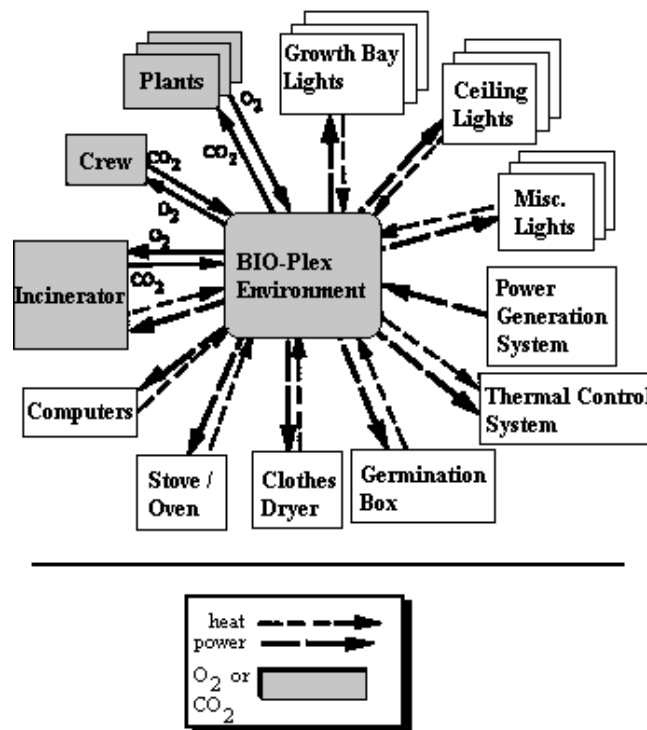 Plants
Growth Bay
Lights
Ceiling
Lights
O2
CO2
Crew
CO2
O2
Misc.
Lights
O2
CO2
Incinerator
BIO-Plex
Environment
Power
Generation
System
Computers
Thermal Control
System
Stove /
Oven
Clothes
Dryer
Germination
Box
heat
power
O2 or
CO2